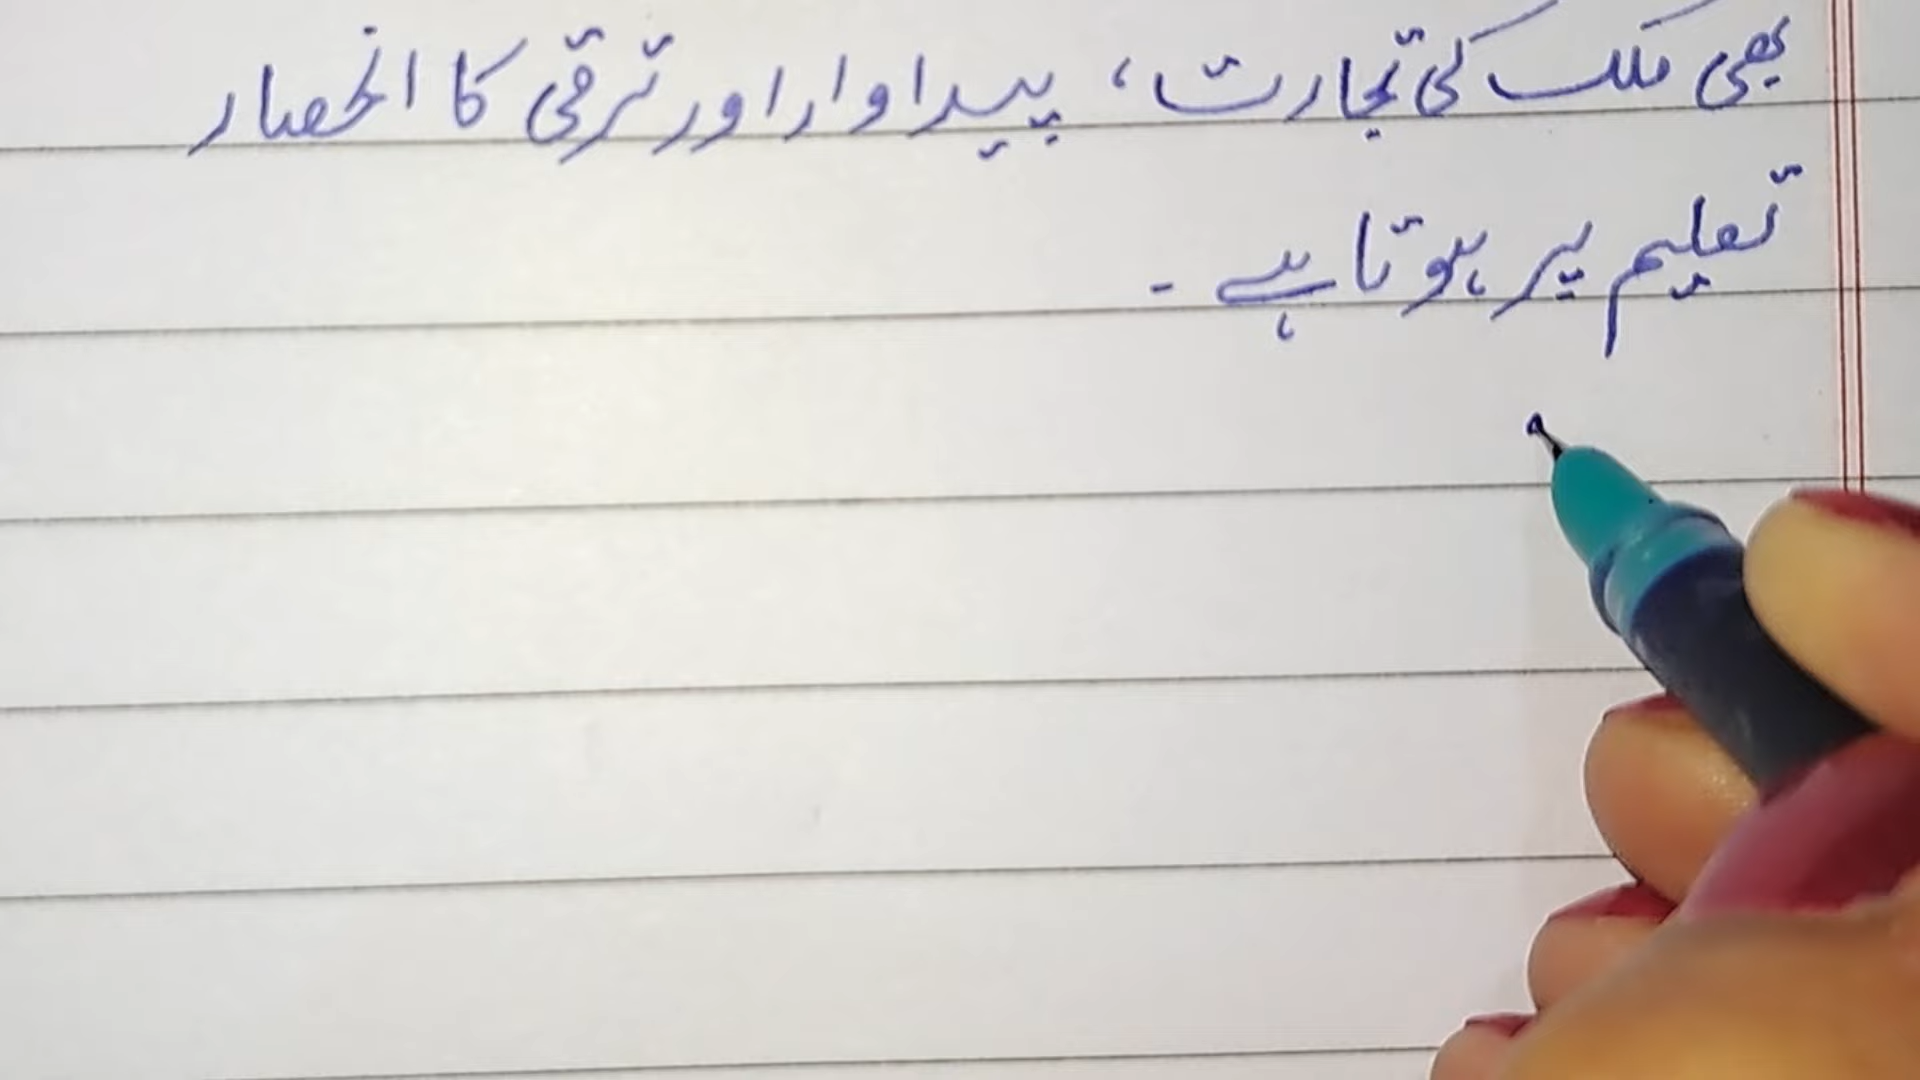 بھی ملک کی تجارت، پیداوار اور ترقی کا انحصار
تعلیم پر ہوتا ہے۔